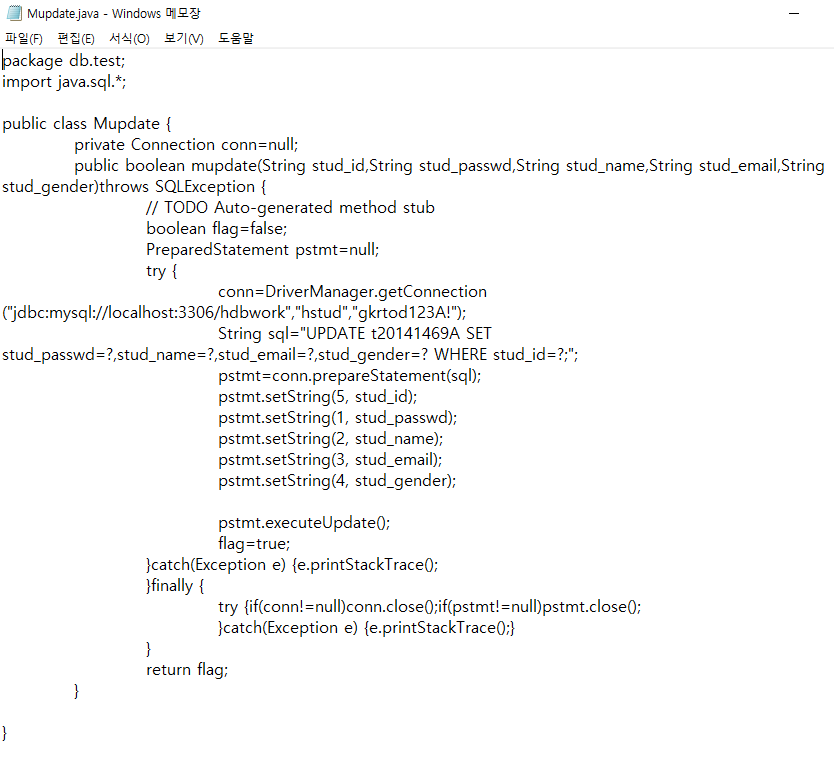 Mupdate.java - Windows 메모장
파일(F) 편집(E) 서식(O) 보기(V) 도움말
package db.test;
import java.sql.*;
public class Mupdate {
private Connection conn=null;
public boolean mupdate(String stud_id,String stud_passwd,String stud_name,String stud_email,String
stud_gender)throws SQLException {
// TODO Auto-generated method stub
boolean flag=false;
PreparedStatement pstmt=null;
try {
conn=DriverManager.getConnection
("jdbc:mysql://localhost:3306/hdbwork","hstud","gkrtod123A!");
String sql="UPDATE t20141469A SET
stud_passwd=?,stud_name=?,stud_email=?,stud_gender=? WHERE stud_id=?;";
pstmt=conn.prepareStatement(sql);
pstmt.setString(5, stud_id);
pstmt.setString(1, stud_passwd);
pstmt.setString(2, stud_name);
pstmt.setString(3, stud_email);
pstmt.setString(4, stud_gender);
pstmt.executeUpdate();
flag=true;
}catch(Exception e) {e.printStackTrace();
}finally {
try {if(conn!=null)conn.close();if(pstmt!=null)pstmt.close();
}catch(Exception e) {e.printStackTrace();}
}
return flag;
}
}